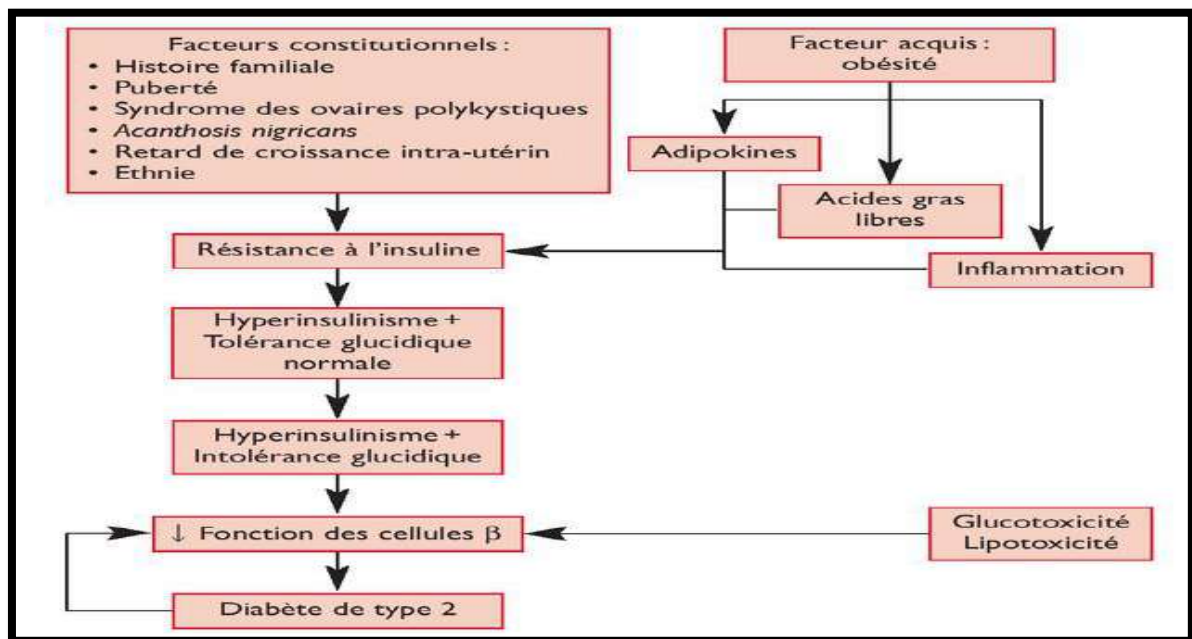 Facteurs constitutionnels :
• Histoire familiale
• Puberté
• Syndrome des ovaires polykystiques
• Acanthosis nigricans
• Retard de croissance intra-utérin
• Ethnie
Facteur acquis :
obésité
Adipokines
Acides gras
libres
Inflammation
Résistance à l'insuline
Hyperinsulinisme +
Tolérance glucidique
normale
Hyperinsulinisme +
Intolérance glucidique
↓ Fonction des cellules β
Glucotoxicité
Lipotoxicité
Diabète de type 2